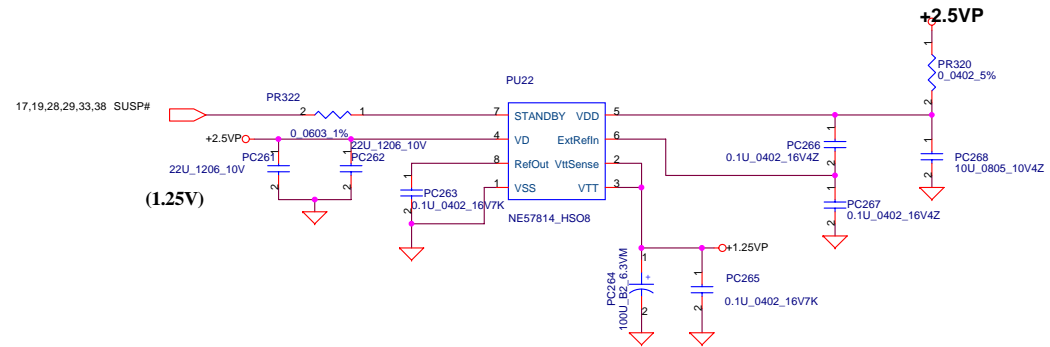 +2.5VP
1
PR320
0_0402_5%
2
PU22
17,19,28,29,33,38 SUSP#
PR322
2
1
7
STANDBY VDD
5
0_0603_1%
+2.5VP
4
VD
ExtRefIn
6
1
PC266
0.1U_0402_16V4Z
2
1
PC268
10U_0805_10V4Z
2
22U_1206_10V
PC261
22U_1206_10V
1
2
PC262
1
2
8
RefOut VttSense
2
1
VSS
VTT
3
(1.25V)
1
PC263
0.1U_0402_16V7K
2
NE57814_HSO8
1
PC267
0.1U_0402_16V4Z
2
+1.25VP
PC264
100U_B2_6.3VM
1
+
2
1
PC265
0.1U_0402_16V7K
2